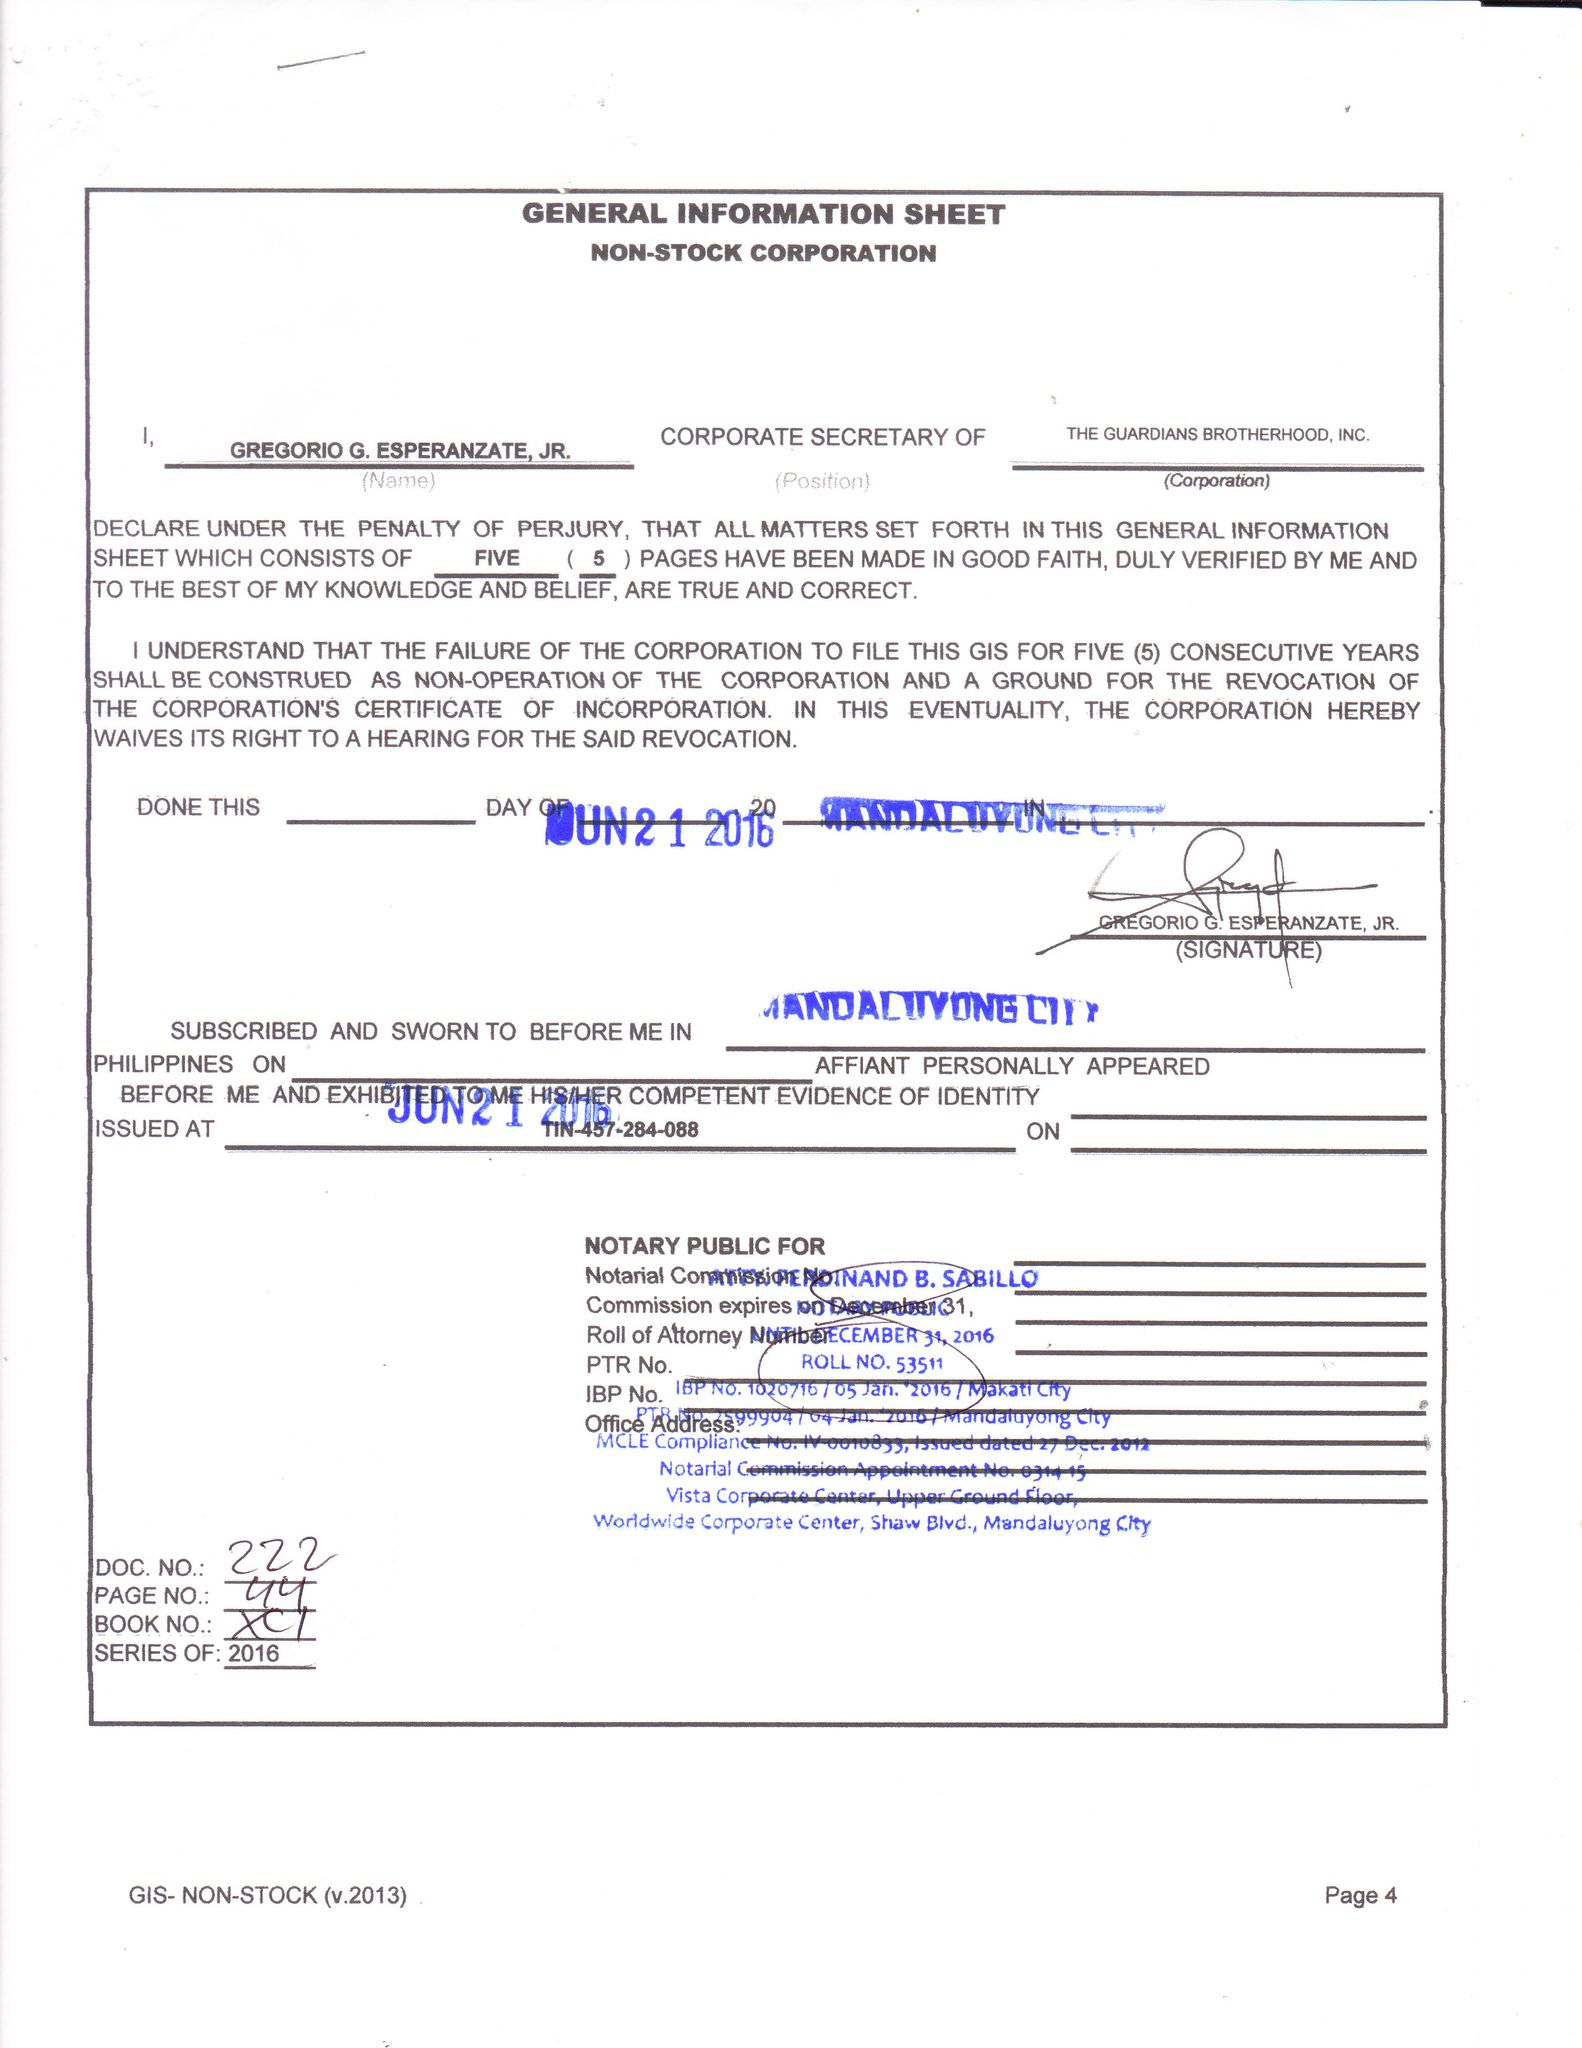 GENERAL INFORMATION SHEET
NON-STOCK CORPORATION
I, GREGORIO G. ESPERANZATE, JR. CORPORATE SECRETARY OF THE GUARDIANS BROTHERHOOD, INC.
(Name) (Position) (Corporation)
DECLARE UNDER THE PENALTY OF PERJURY, THAT ALL MATTERS SET FORTH IN THIS GENERAL INFORMATION
SHEET WHICH CONSISTS OF FIVE ( 5 ) PAGES HAVE BEEN MADE IN GOOD FAITH, DULY VERIFIED BY ME AND
TO THE BEST OF MY KNOWLEDGE AND BELIEF, ARE TRUE AND CORRECT.
I UNDERSTAND THAT THE FAILURE OF THE CORPORATION TO FILE THIS GIS FOR FIVE (5) CONSECUTIVE YEARS
SHALL BE CONSTRUED AS NON-OPERATION OF THE CORPORATION AND A GROUND FOR THE REVOCATION OF
THE CORPORATION'S CERTIFICATE OF INCORPORATION. IN THIS EVENTUALITY, THE CORPORATION HEREBY
WAIVES ITS RIGHT TO A HEARING FOR THE SAID REVOCATION.
DONE THIS DAY OF , 20 IN
JUN 21 2016 MANDALUYONG CITY
GREGORIO G. ESPERANZATE, JR.
(SIGNATURE)
MANDALUYONG CITY
SUBSCRIBED AND SWORN TO BEFORE ME IN
PHILIPPINES ON AFFIANT PERSONALLY APPEARED
BEFORE ME AND EXHIBITED TO ME HIS/HER COMPETENT EVIDENCE OF IDENTITY
JUN 21 2016
ISSUED AT TIN-457-284-088 ON
NOTARY PUBLIC FOR
Notarial Commission No.
ATTY. FERDINAND B. SABILLO
Commission expires on December 31,
NOTARY PUBLIC
Roll of Attorney Number
UNTIL DECEMBER 31, 2016
PTR No.
ROLL NO. 53511
IBP No.
IBP No. 1020716 / 05 Jan. '2016 / Makati City
Office Address:
PTR No. 2599904 / 04 Jan. '2016 / Mandaluyong City
MCLE Compliance No. IV-0010833, Issued dated 27 Dec. 2012
Notarial Commission Appointment No. 0314-15
Vista Corporate Center, Upper Ground Floor,
Worldwide Corporate Center, Shaw Blvd., Mandaluyong City
DOC. NO.: 222
PAGE NO.: 44
BOOK NO.: XCI
SERIES OF: 2016
GIS- NON-STOCK (v.2013) Page 4